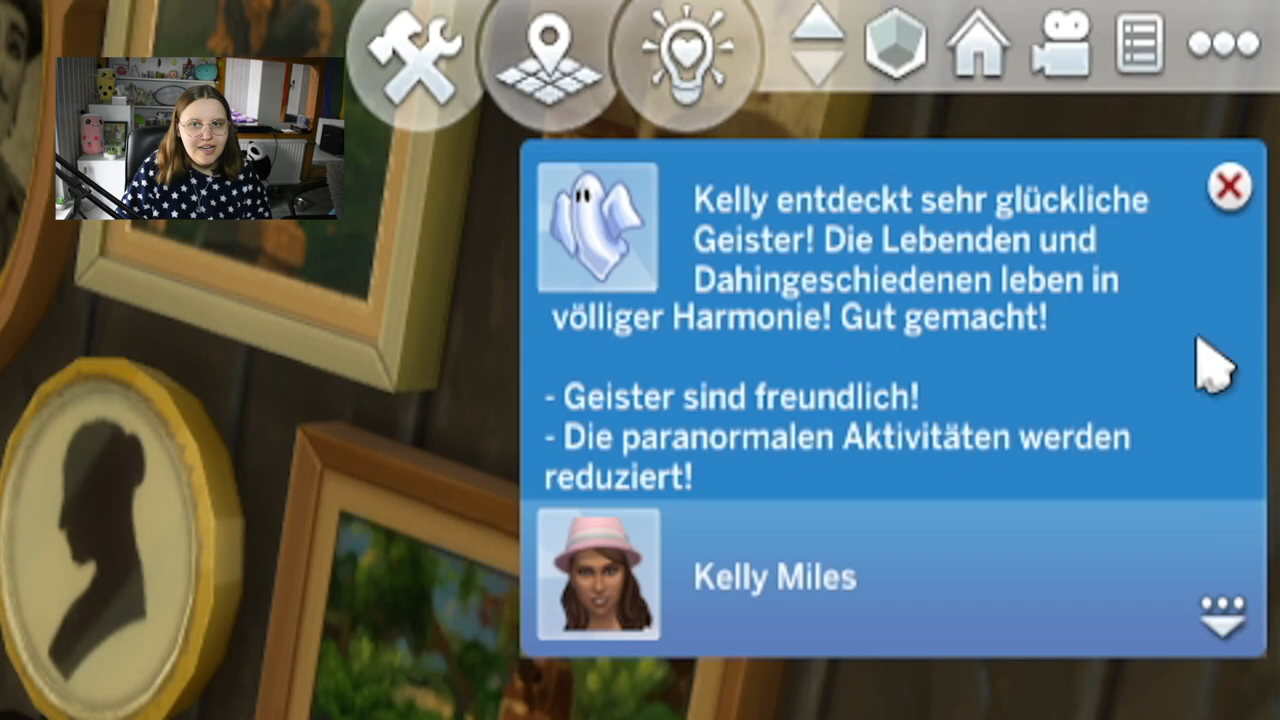 Kelly entdeckt sehr glückliche
Geister! Die Lebenden und
Dahingeschiedenen leben in
völliger Harmonie! Gut gemacht!
- Geister sind freundlich!
- Die paranormalen Aktivitäten werden
reduziert!
Kelly Miles